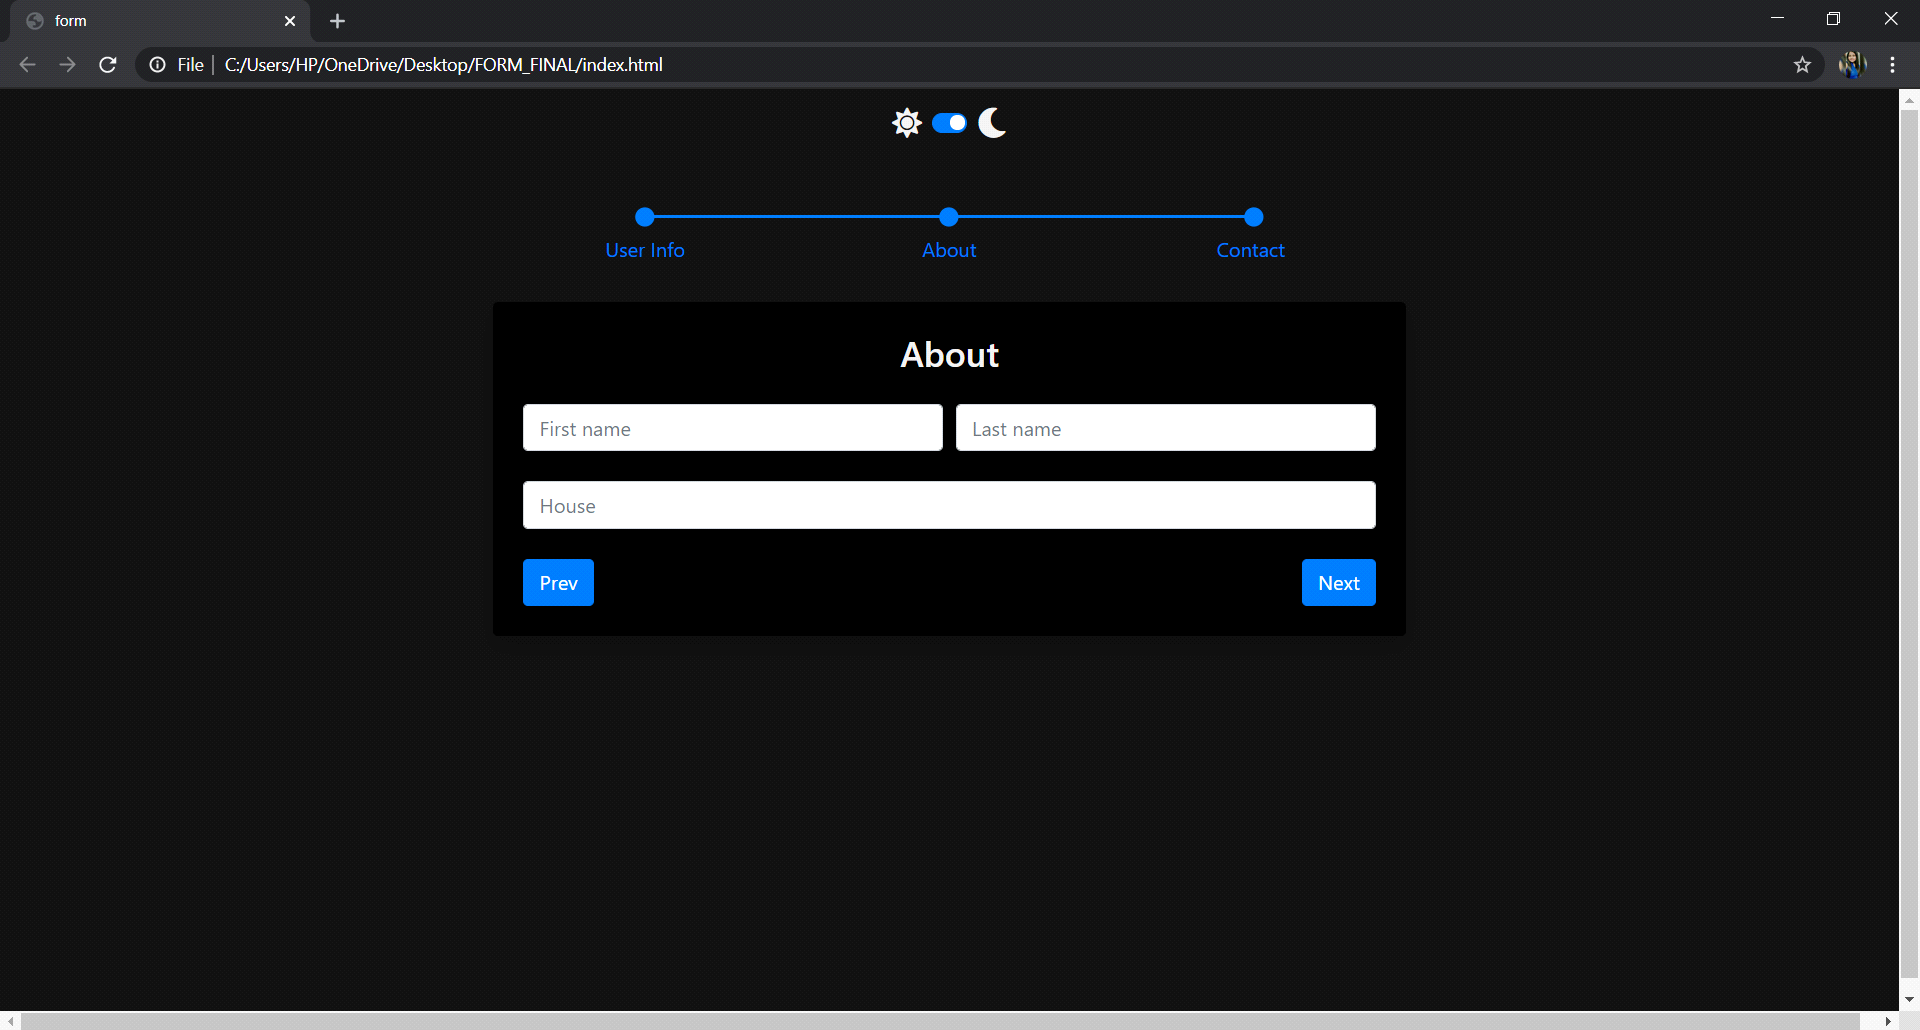 form
File C:/Users/HP/OneDrive/Desktop/FORM_FINAL/index.html
User Info About Contact
About
First name Last name
House
Prev Next